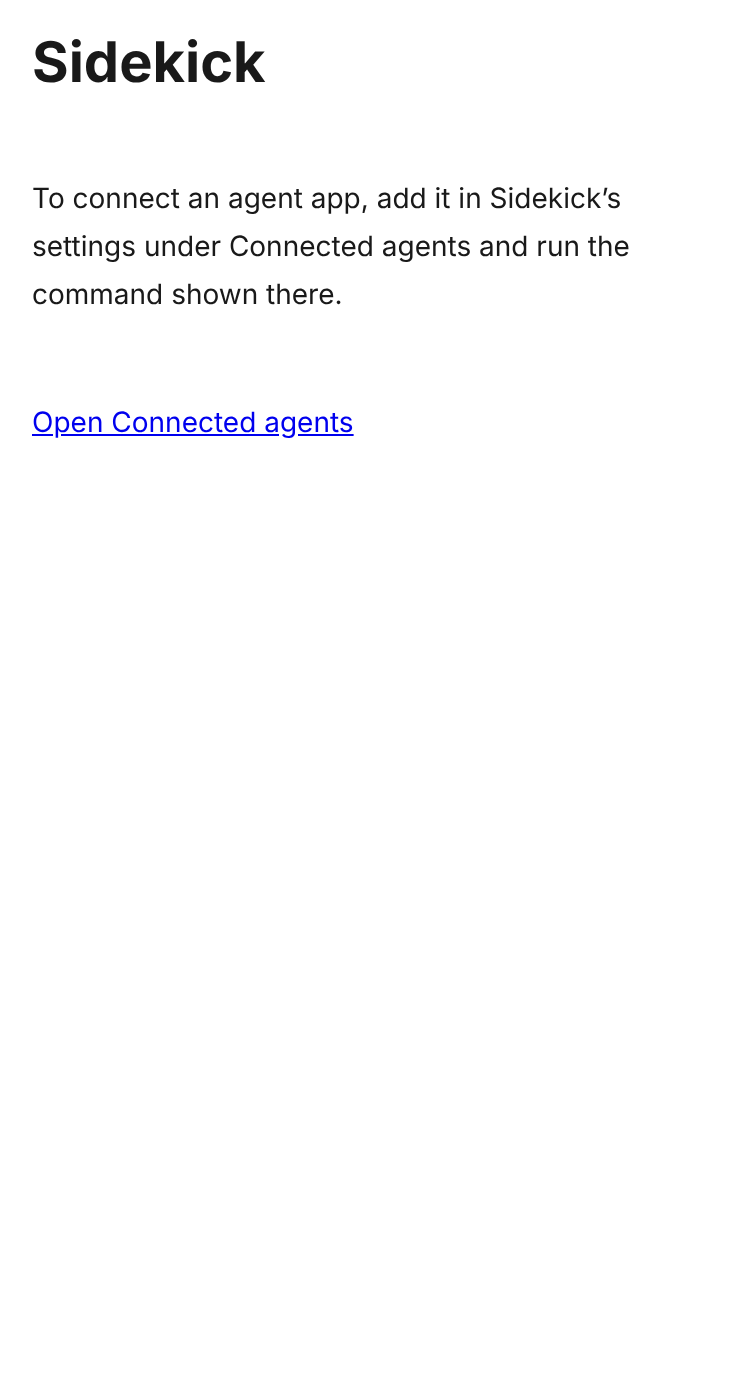 Sidekick
To connect an agent app, add it in Sidekick’s
settings under Connected agents and run the
command shown there.
Open Connected agents